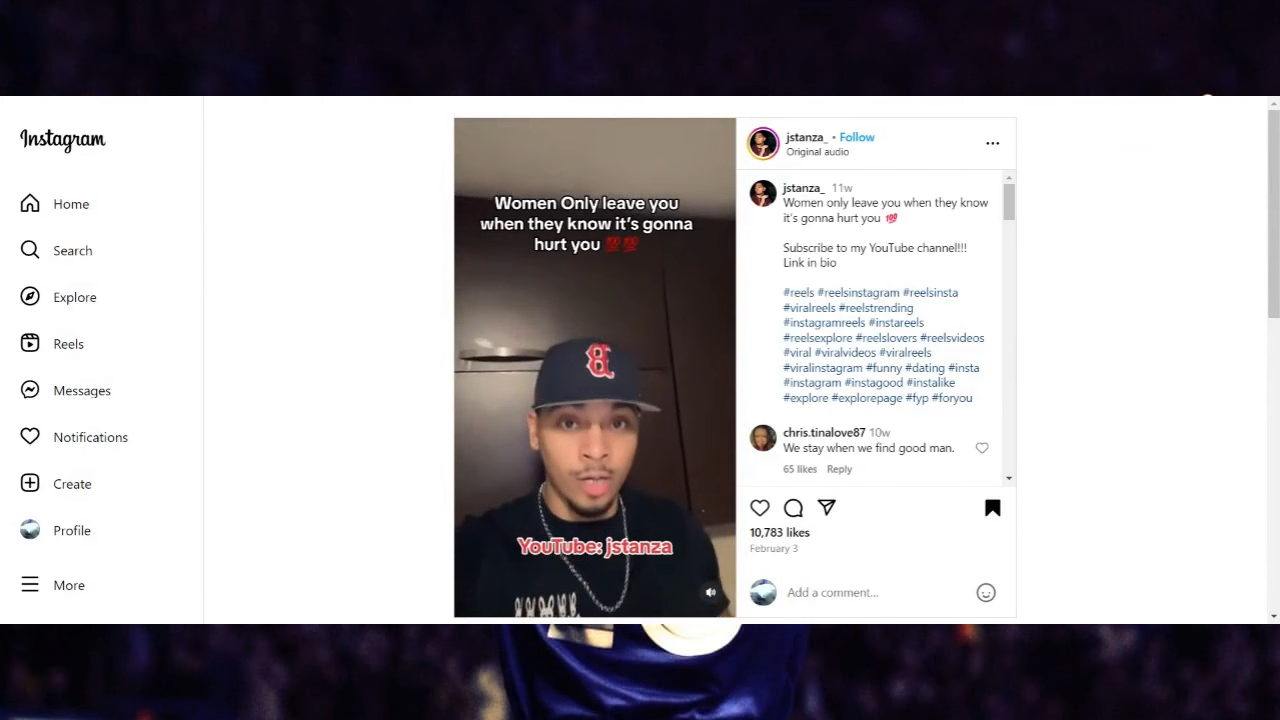 Instagram
Home
Search
Explore
Reels
Messages
Notifications
Create
Profile
More
Women Only leave you
when they know it's gonna
hurt you 💯💯
B
YouTube: jstanza
jstanza_ • Follow
Original audio
jstanza_ 11w
Women only leave you when they know
it's gonna hurt you 💯
Subscribe to my YouTube channel!!!
Link in bio
#reels #reelsinstagram #reelsinsta
#viralreels #reelstrending
#instagramreels #instareels
#reelsexplore #reelslovers #reelsvideos
#viral #viralvideos #viralreels
#viralinstagram #funny #dating #insta
#instagram #instagood #instalike
#explore #explorepage #fyp #foryou
chris.tinalove87 10w
We stay when we find good man.
65 likes Reply
10,783 likes
February 3
Add a comment...